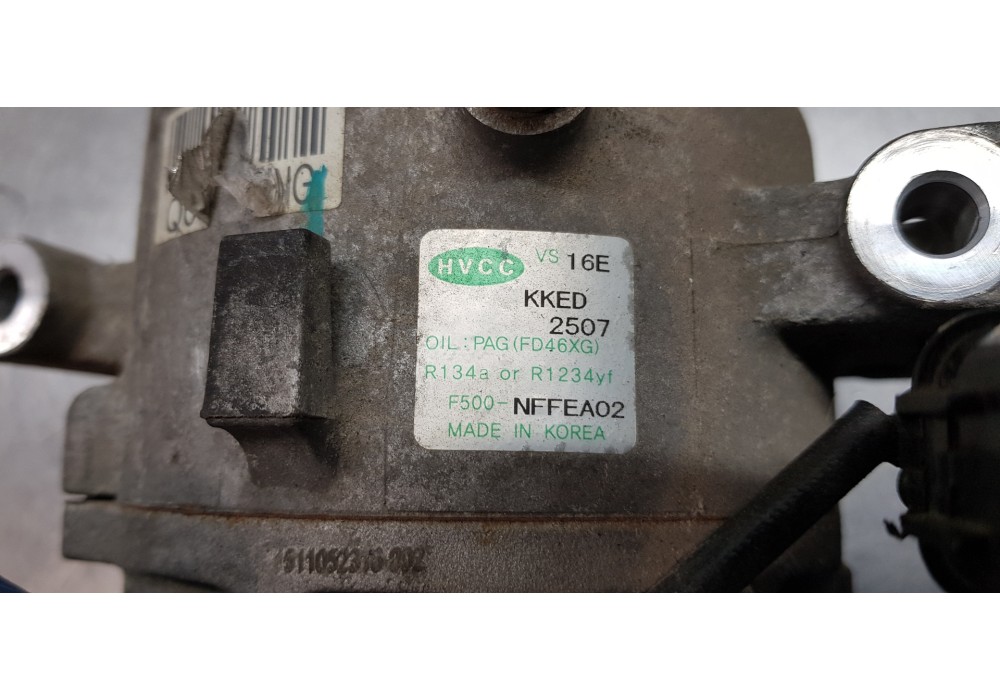 HVCC VS 16E
KKED
2507
OIL: PAG(FD46XG)
R134a or R1234yf
F500-NFFEA02
MADE IN KOREA